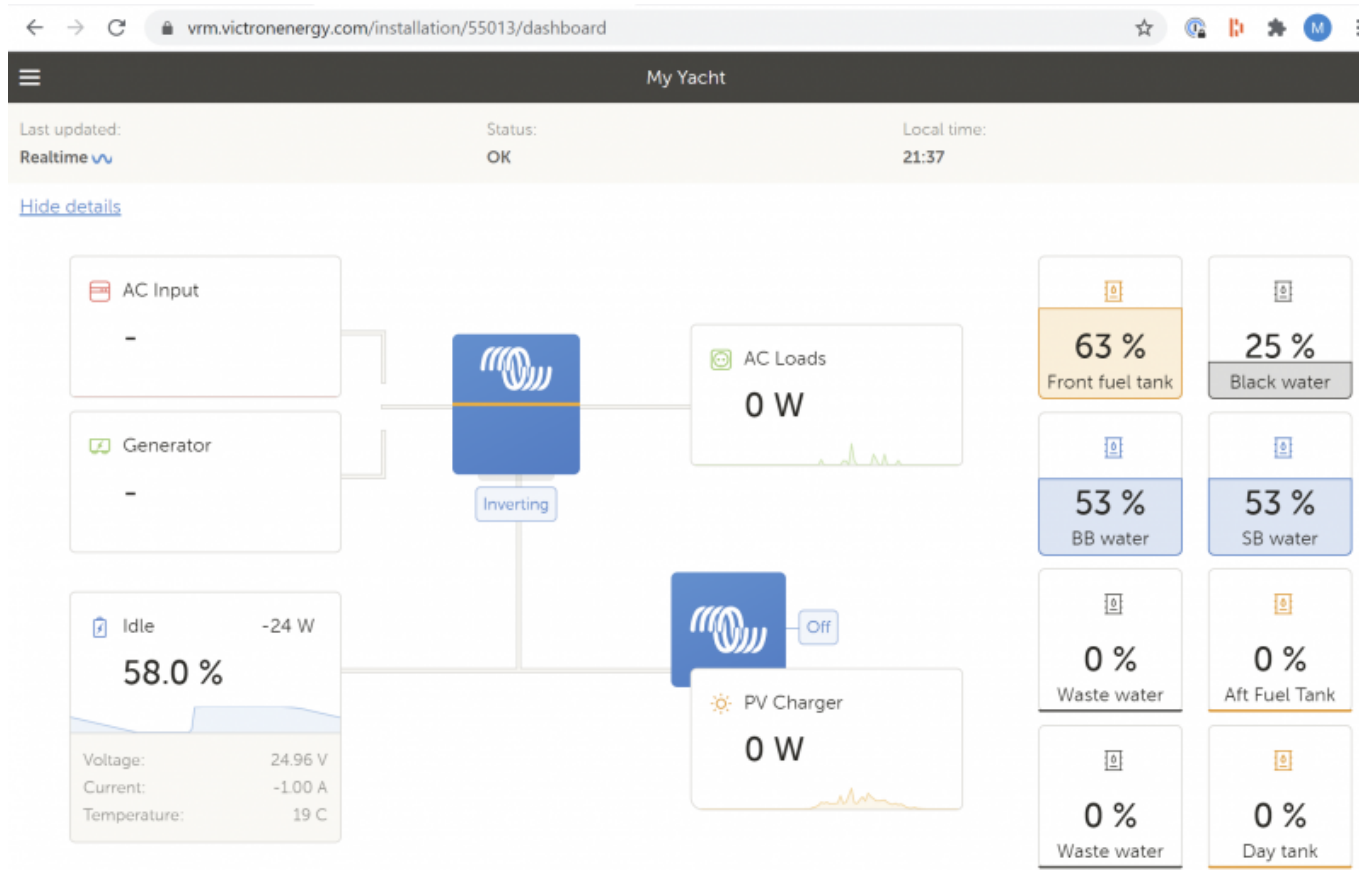 vrm.victronenergy.com/installation/55013/dashboard
M
My Yacht
Last updated:
Realtime
Status:
OK
Local time:
21:37
Hide details
AC Input
-
Generator
-
Inverting
AC Loads
0 W
Idle -24 W
58.0 %
Voltage: 24.96 V
Current: -1.00 A
Temperature: 19 C
Off
PV Charger
0 W
63 %
Front fuel tank
25 %
Black water
53 %
BB water
53 %
SB water
0 %
Waste water
0 %
Aft Fuel Tank
0 %
Waste water
0 %
Day tank